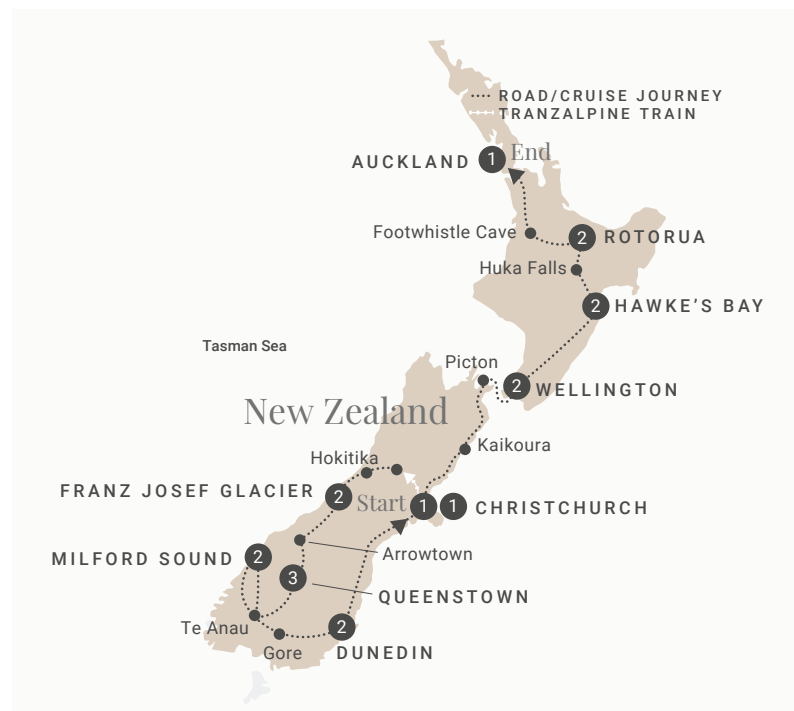 ROAD/CRUISE JOURNEY
TRANZALPINE TRAIN
AUCKLAND 1 End
Footwhistle Cave
2 ROTORUA
Huka Falls
2 HAWKE'S BAY
Tasman Sea
Picton
2 WELLINGTON
New Zealand
Kaikoura
Hokitika
FRANZ JOSEF GLACIER 2
Start 1 1 CHRISTCHURCH
Arrowtown
MILFORD SOUND 2
3
QUEENSTOWN
Te Anau
2
Gore
DUNEDIN